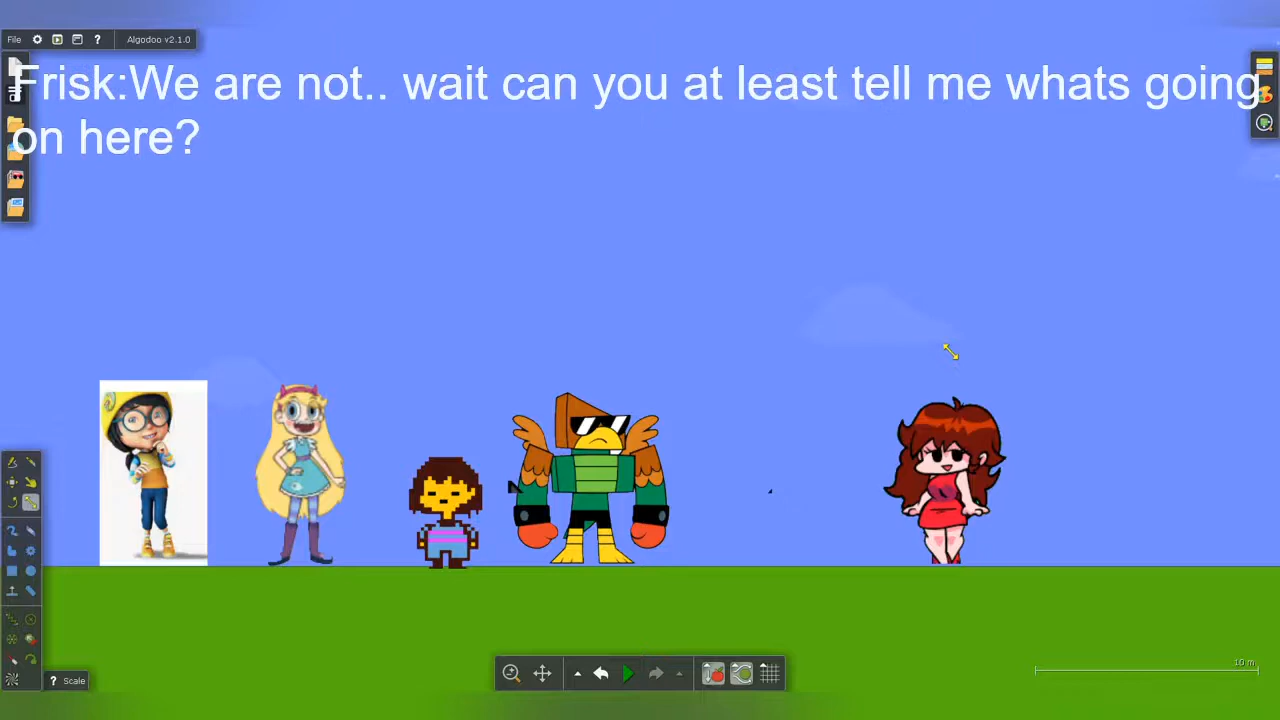 File ? Algodoo v2.1.0
Frisk:We are not.. wait can you at least tell me whats going
on here?
10 m
? Scale